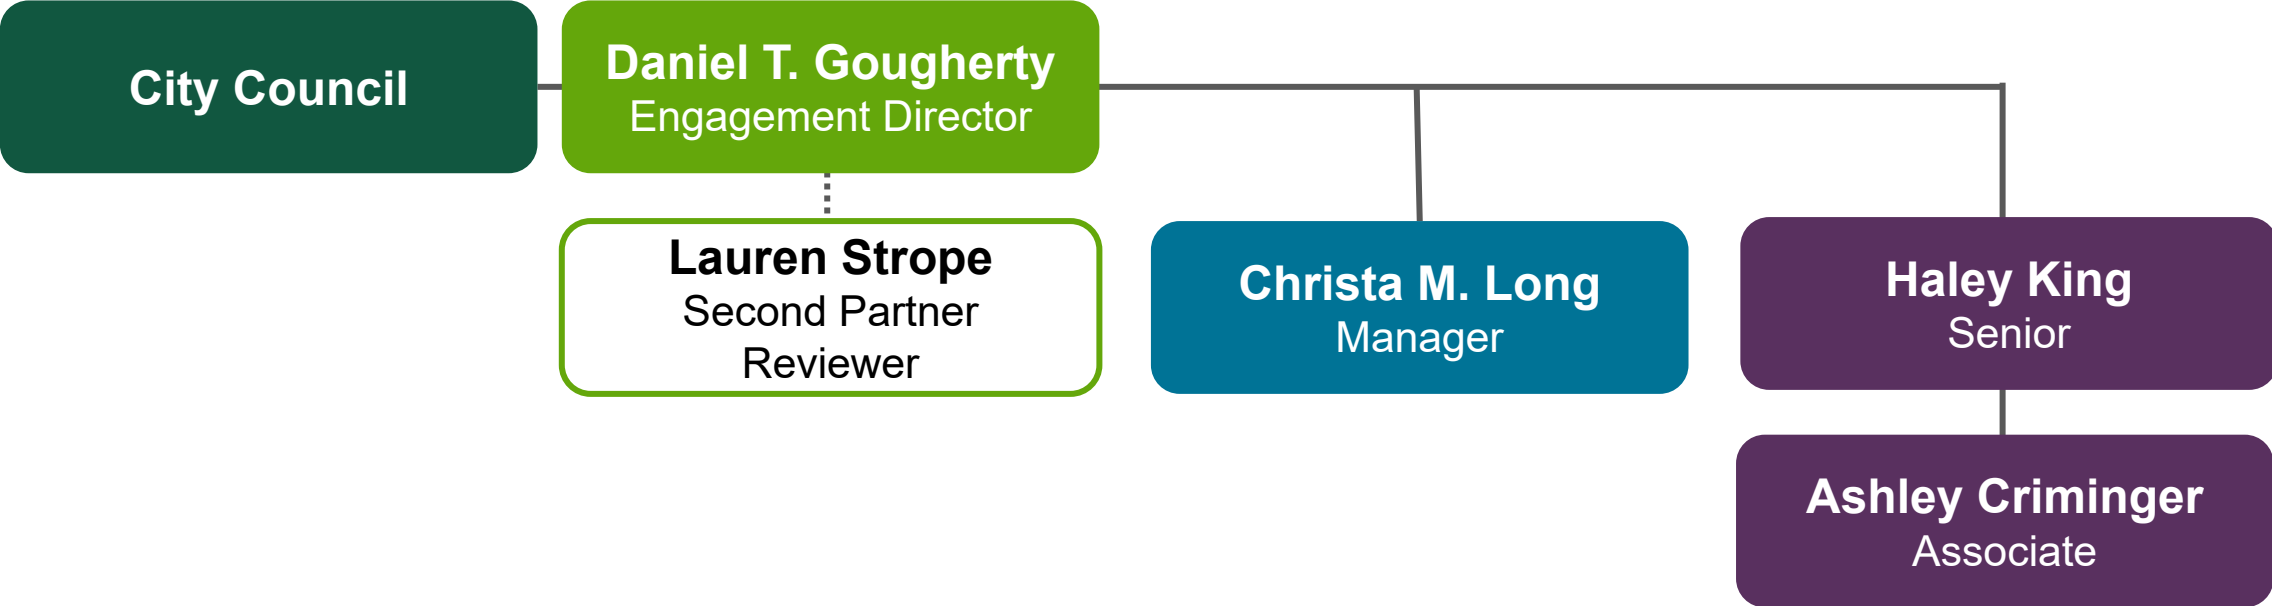 City Council
Daniel T. Gougherty
Engagement Director
Lauren Strope
Second Partner
Reviewer
Christa M. Long
Manager
Haley King
Senior
Ashley Criminger
Associate